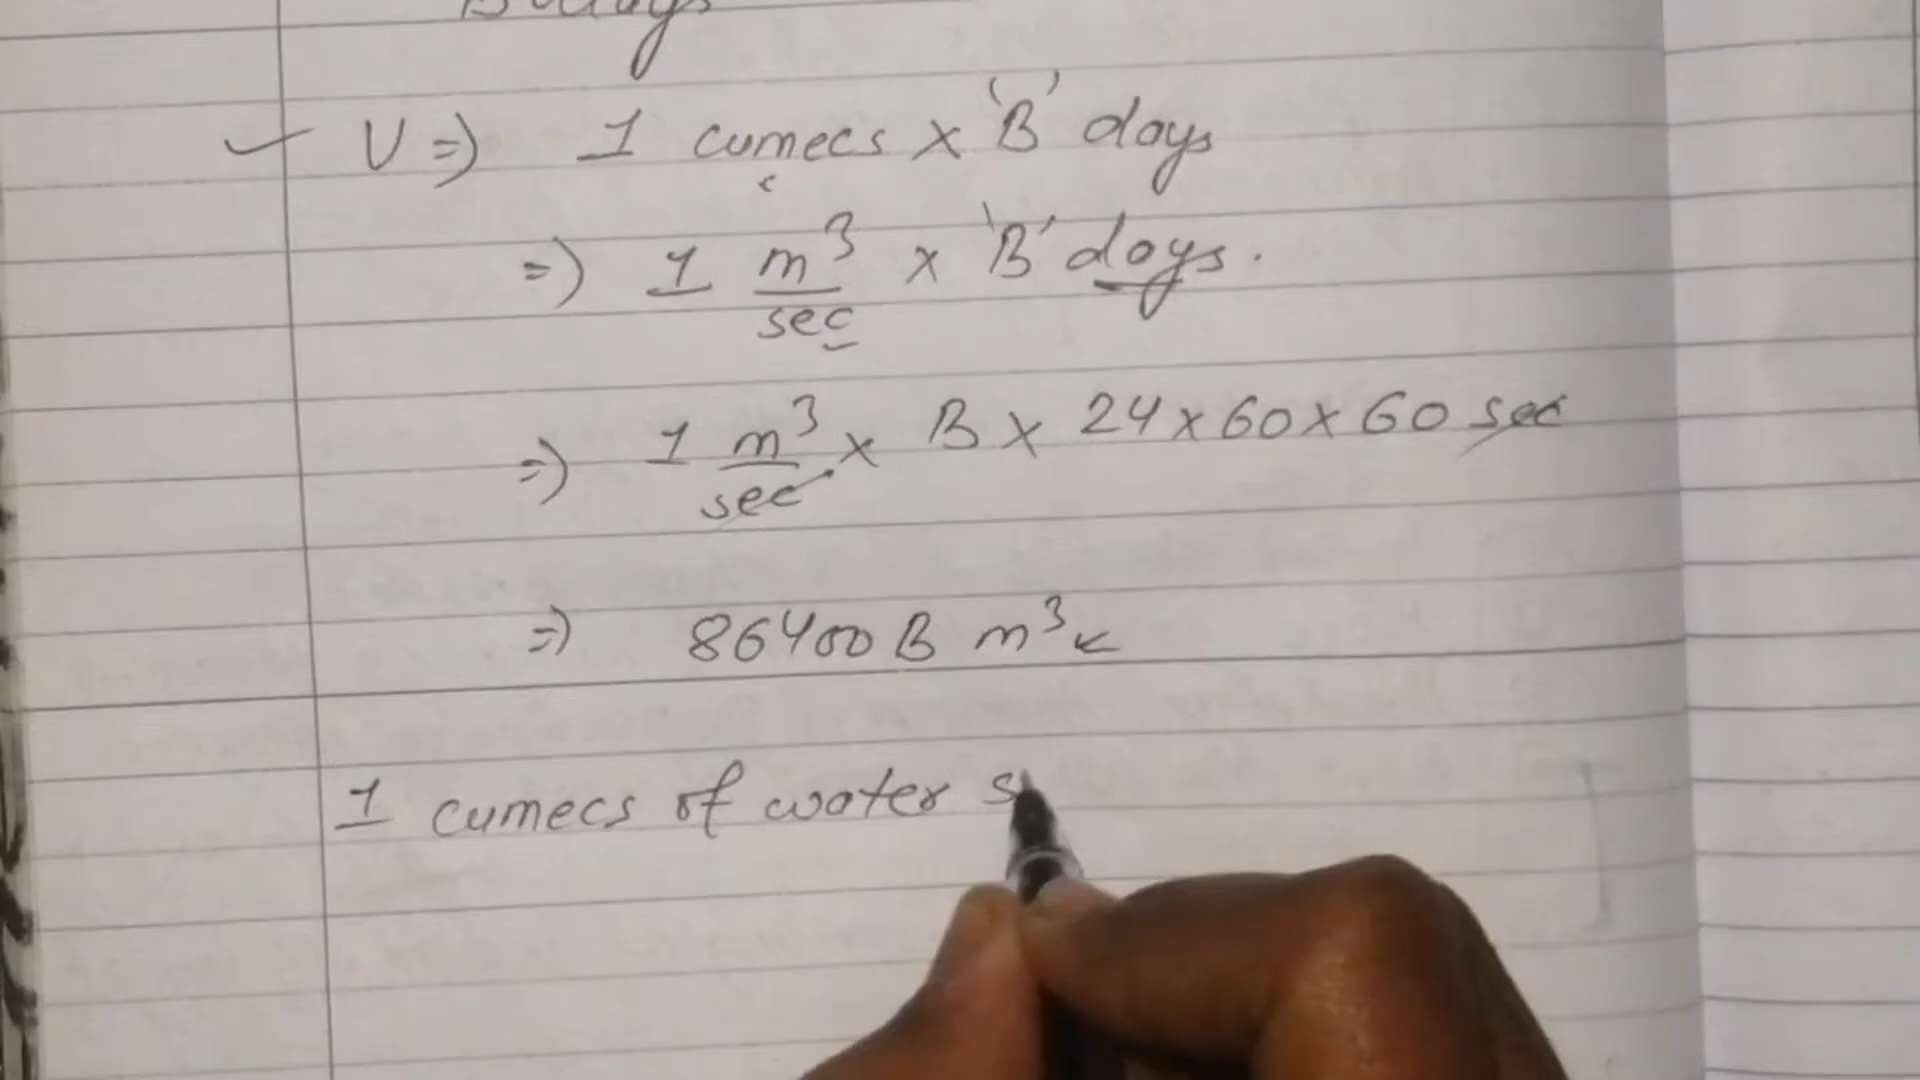 V => 1 cumecs x 'B' days
=> 1 m³/sec x 'B' days.
=> 1 m³/sec x B x 24 x 60 x 60 sec
=> 86400 B m³
1 cumecs of water s